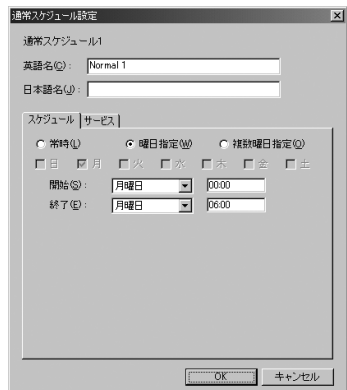 通常スケジュール設定
通常スケジュール1
英語名(C): Normal 1
日本語名(J):
スケジュール サービス
常時(L) 曜日指定(W) 複数曜日指定(O)
日 月 火 水 木 金 土
開始(S): 月曜日 00:00
終了(E): 月曜日 06:00
OK キャンセル